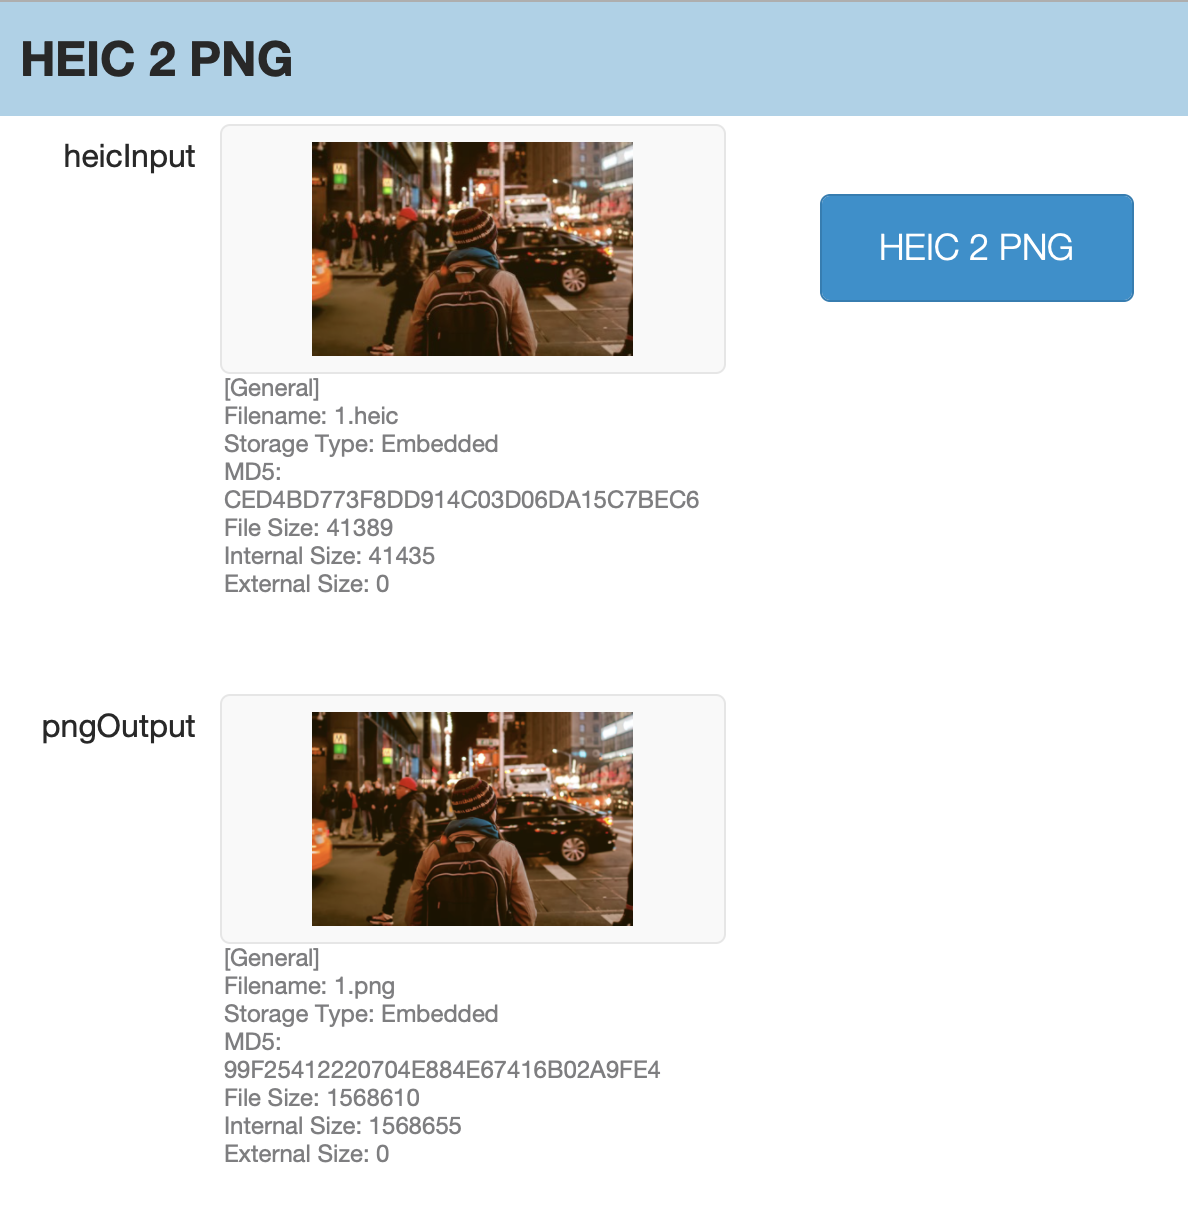 HEIC 2 PNG
heicInput
HEIC 2 PNG
[General]
Filename: 1.heic
Storage Type: Embedded
MD5:
CED4BD773F8DD914C03D06DA15C7BEC6
File Size: 41389
Internal Size: 41435
External Size: 0
pngOutput
[General]
Filename: 1.png
Storage Type: Embedded
MD5:
99F25412220704E884E67416B02A9FE4
File Size: 1568610
Internal Size: 1568655
External Size: 0